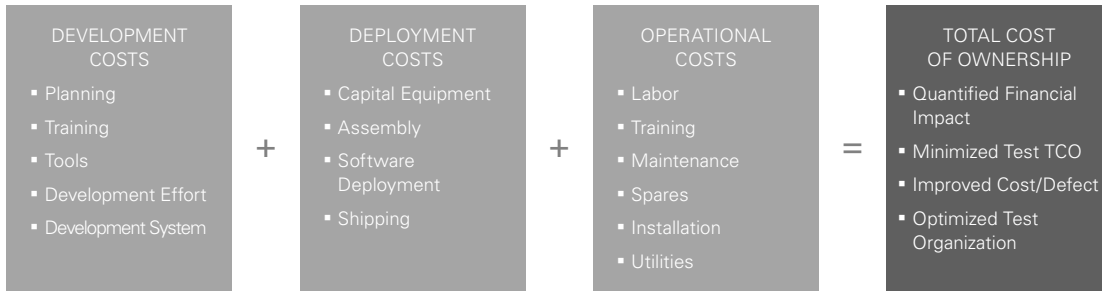 DEVELOPMENT
COSTS
▪ Planning
▪ Training
▪ Tools
▪ Development Effort
▪ Development System
+
DEPLOYMENT
COSTS
▪ Capital Equipment
▪ Assembly
▪ Software
Deployment
▪ Shipping
+
OPERATIONAL
COSTS
▪ Labor
▪ Training
▪ Maintenance
▪ Spares
▪ Installation
▪ Utilities
=
TOTAL COST
OF OWNERSHIP
▪ Quantified Financial
Impact
▪ Minimized Test TCO
▪ Improved Cost/Defect
▪ Optimized Test
Organization